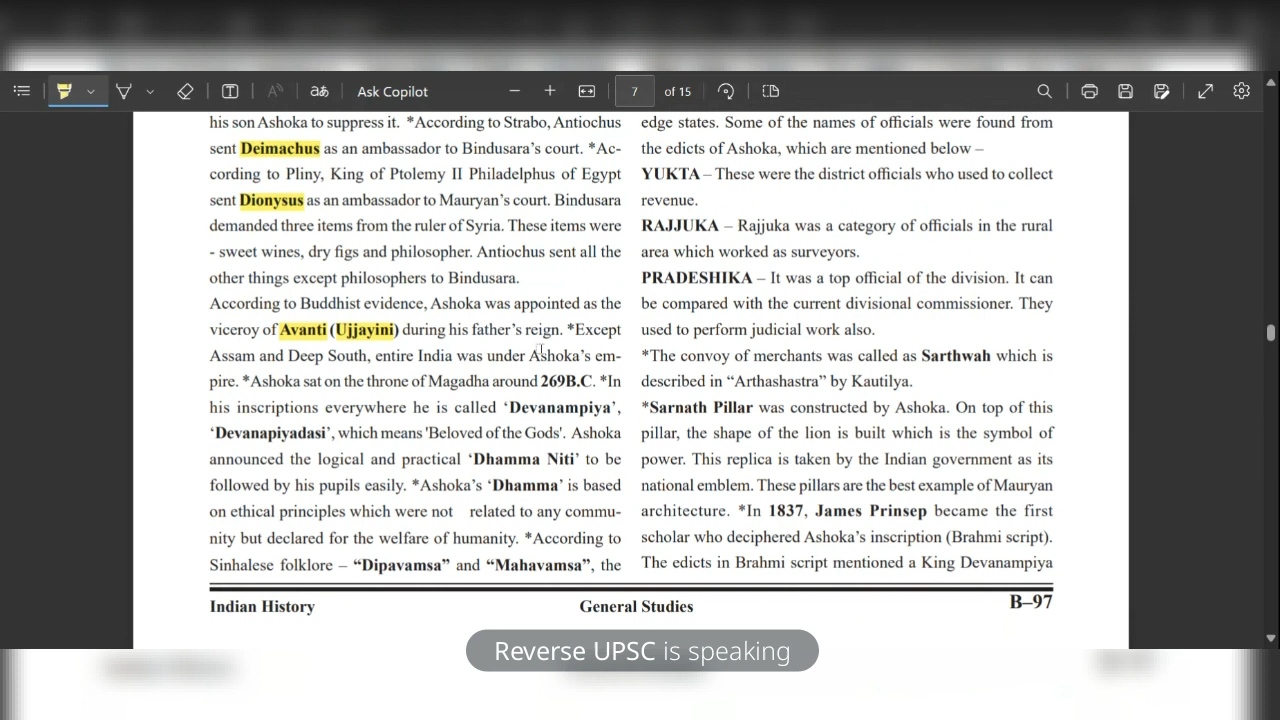 Ask Copilot
7 of 15
his son Ashoka to suppress it. *According to Strabo, Antiochus
sent Deimachus as an ambassador to Bindusara’s court. *Ac-
cording to Pliny, King of Ptolemy II Philadelphus of Egypt
sent Dionysus as an ambassador to Mauryan’s court. Bindusara
demanded three items from the ruler of Syria. These items were
- sweet wines, dry figs and philosopher. Antiochus sent all the
other things except philosophers to Bindusara.
According to Buddhist evidence, Ashoka was appointed as the
viceroy of Avanti (Ujjayini) during his father’s reign. *Except
Assam and Deep South, entire India was under Ashoka’s em-
pire. *Ashoka sat on the throne of Magadha around 269B.C. *In
his inscriptions everywhere he is called ‘Devanampiya’,
‘Devanapiyadasi’, which means 'Beloved of the Gods'. Ashoka
announced the logical and practical ‘Dhamma Niti’ to be
followed by his pupils easily. *Ashoka’s ‘Dhamma’ is based
on ethical principles which were not related to any commu-
nity but declared for the welfare of humanity. *According to
Sinhalese folklore – “Dipavamsa” and “Mahavamsa”, the
edge states. Some of the names of officials were found from
the edicts of Ashoka, which are mentioned below –
YUKTA – These were the district officials who used to collect
revenue.
RAJJUKA – Rajjuka was a category of officials in the rural
area which worked as surveyors.
PRADESHIKA – It was a top official of the division. It can
be compared with the current divisional commissioner. They
used to perform judicial work also.
*The convoy of merchants was called as Sarthwah which is
described in “Arthashastra” by Kautilya.
*Sarnath Pillar was constructed by Ashoka. On top of this
pillar, the shape of the lion is built which is the symbol of
power. This replica is taken by the Indian government as its
national emblem. These pillars are the best example of Mauryan
architecture. *In 1837, James Prinsep became the first
scholar who deciphered Ashoka’s inscription (Brahmi script).
The edicts in Brahmi script mentioned a King Devanampiya
Indian History General Studies B–97
Reverse UPSC is speaking